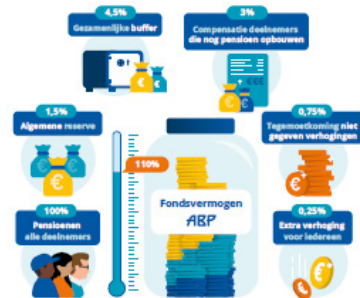 4,5%
Gezamenlijke buffer
3%
Compensatie deelnemers
die nog pensioen opbouwen
1,5%
Algemene reserve
0,75%
Tegemoetkoming niet
gegeven verhogingen
110%
Fondsvermogen
ABP
100%
Pensioenen
alle deelnemers
0,25%
Extra verhoging
voor iedereen